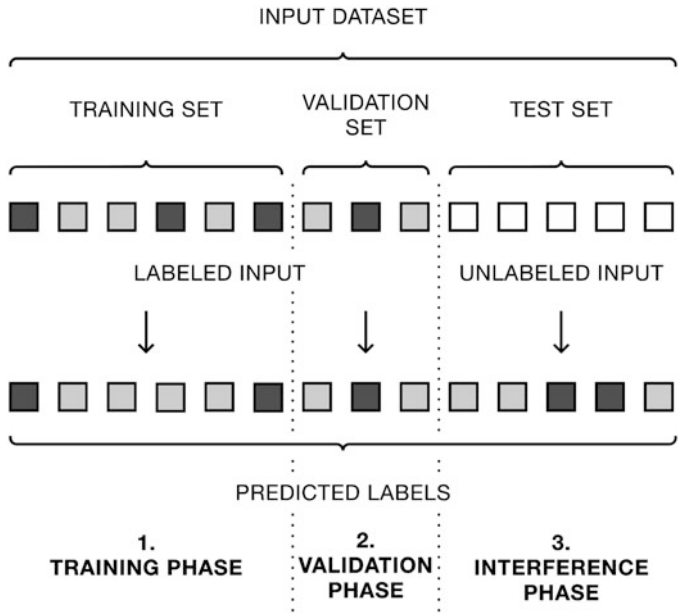 INPUT DATASET
TRAINING SET
VALIDATION
SET
TEST SET
LABELED INPUT
UNLABELED INPUT
PREDICTED LABELS
1.
TRAINING PHASE
2.
VALIDATION
PHASE
3.
INTERFERENCE
PHASE